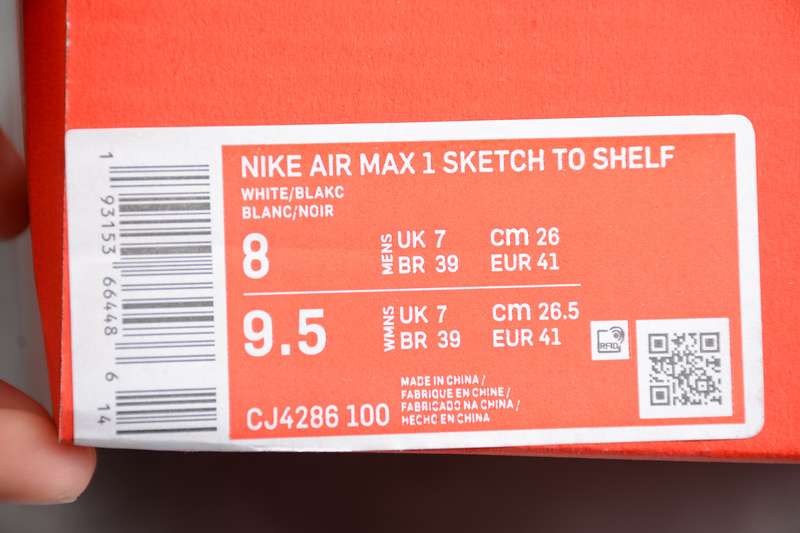 NIKE AIR MAX 1 SKETCH TO SHELF
WHITE/BLAKC
BLANC/NOIR
8
MENS
UK 7
cm 26
BR 39
EUR 41
9.5
WMNS
UK 7
cm 26.5
BR 39
EUR 41
RFID
CJ4286 100
MADE IN CHINA /
FABRIQUE EN CHINE /
FABRICADO NA CHINA /
HECHO EN CHINA
1 93153 66448 6 14